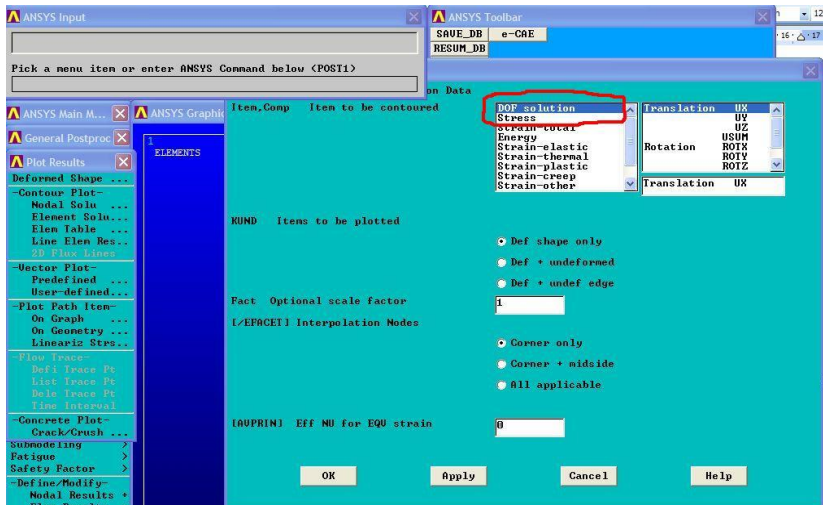 ANSYS Input
ANSYS Toolbar
SAVE_DB e-CAE
RESUM_DB
12
16 17
Pick a menu item or enter ANSYS Command below (POST1)
on Data
ANSYS Main M...
ANSYS Graphic
General Postproc
Plot Results
1
ELEMENTS
Deformed Shape ...
-Contour Plot-
Nodal Solu ...
Element Solu...
Elem Table ...
Line Elem Res..
2D Flux Lines
-Vector Plot-
Predefined ...
User-defined...
-Plot Path Item-
On Graph ...
On Geometry ...
Lineariz Strs..
-Flow Trace-
Defi Trace Pt
List Trace Pt
Dele Trace Pt
Time Interval
-Concrete Plot-
Crack/Crush ...
Submodeling >
Fatigue >
Safety Factor >
-Define/Modify-
Nodal Results +
Item,Comp Item to be contoured
DOF solution
Stress
Strain-total
Energy
Strain-elastic
Strain-thermal
Strain-plastic
Strain-creep
Strain-other
Translation UX
UY
UZ
USUM
Rotation ROTX
ROTY
ROTZ
Translation UX
KUND Items to be plotted
Def shape only
Def + undeformed
Def + undef edge
Fact Optional scale factor
1
[/EFACET] Interpolation Nodes
Corner only
Corner + midside
All applicable
[AVPRIN] Eff NU for EQV strain
0
OK Apply Cancel Help